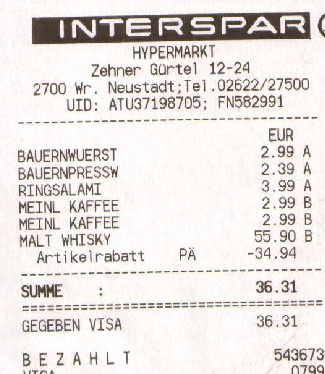 INTERSPAR
HYPERMARKT
Zehner Gürtel 12-24
2700 Wr. Neustadt;Tel.02622/27500
UID: ATU37198705; FN582991
EUR
BAUERNWUERST 2.99 A
BAUERNPRESSW 2.39 A
RINGSALAMI 3.99 A
MEINL KAFFEE 2.99 B
MEINL KAFFEE 2.99 B
MALT WHISKY 55.90 B
Artikelrabatt PÄ -34.94
SUMME : 36.31
GEGEBEN VISA 36.31
B E Z A H L T 543673
VISA 0799